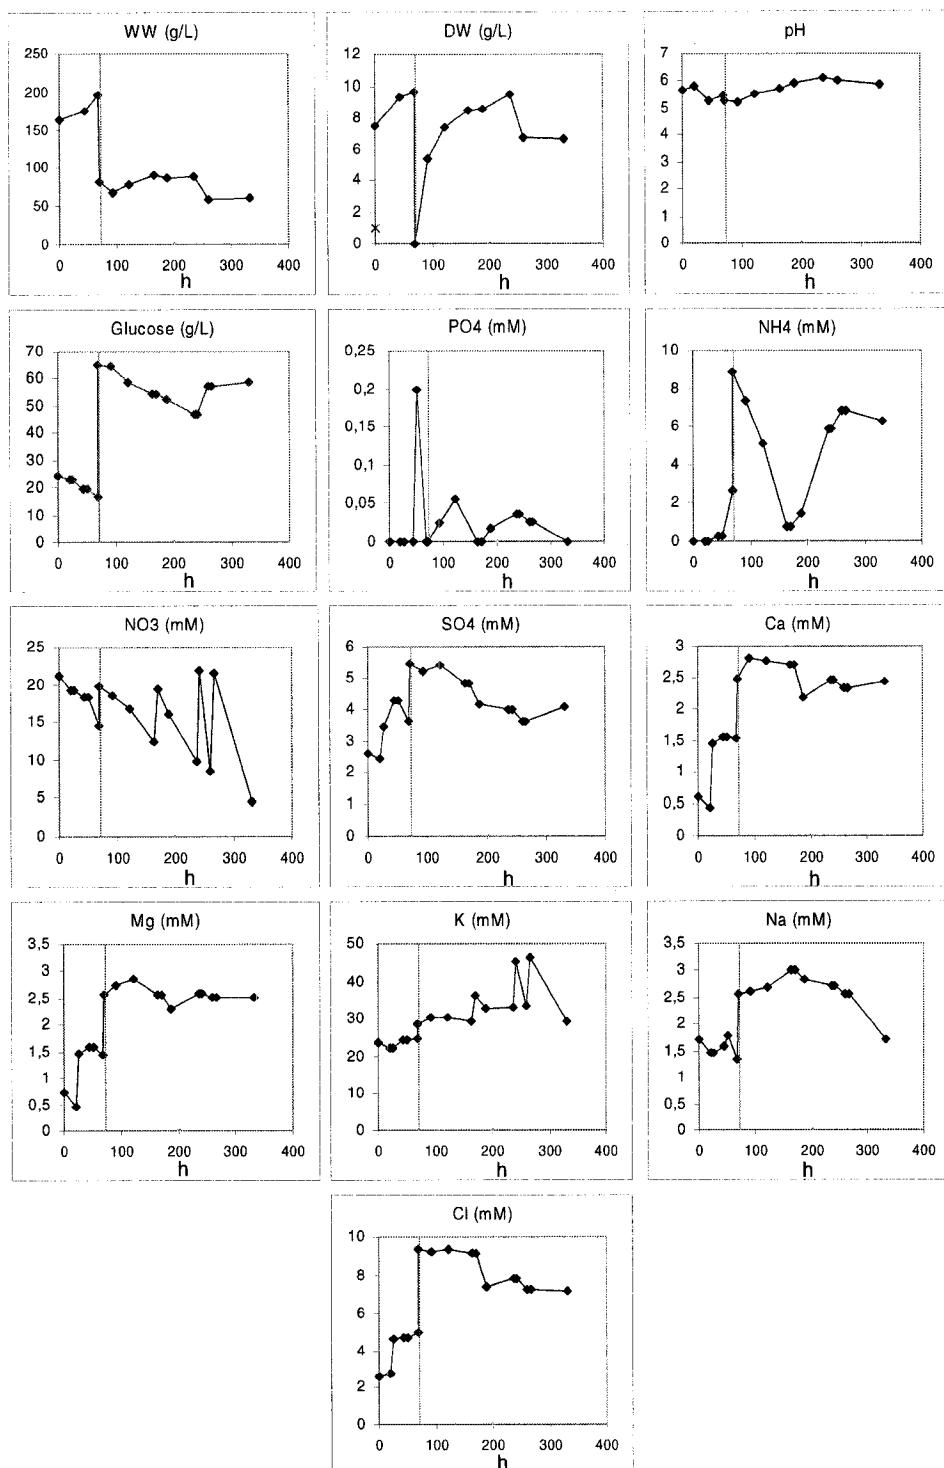 WW (g/L)
250
200
150
100
50
0
0 100 200 300 400
h
DW (g/L)
12
10
8
6
4
2
0
0 100 200 300 400
h
pH
7
6
5
4
3
2
1
0
0 100 200 300 400
h
Glucose (g/L)
70
60
50
40
30
20
10
0
0 100 200 300 400
h
PO4 (mM)
0,25
0,2
0,15
0,1
0,05
0
0 100 200 300 400
h
NH4 (mM)
10
8
6
4
2
0
0 100 200 300 400
h
NO3 (mM)
25
20
15
10
5
0
0 100 200 300 400
h
SO4 (mM)
6
5
4
3
2
1
0
0 100 200 300 400
h
Ca (mM)
3
2,5
2
1,5
1
0,5
0
0 100 200 300 400
h
Mg (mM)
3,5
3
2,5
2
1,5
1
0,5
0
0 100 200 300 400
h
K (mM)
50
40
30
20
10
0
0 100 200 300 400
h
Na (mM)
3,5
3
2,5
2
1,5
1
0,5
0
0 100 200 300 400
h
Cl (mM)
10
8
6
4
2
0
0 100 200 300 400
h